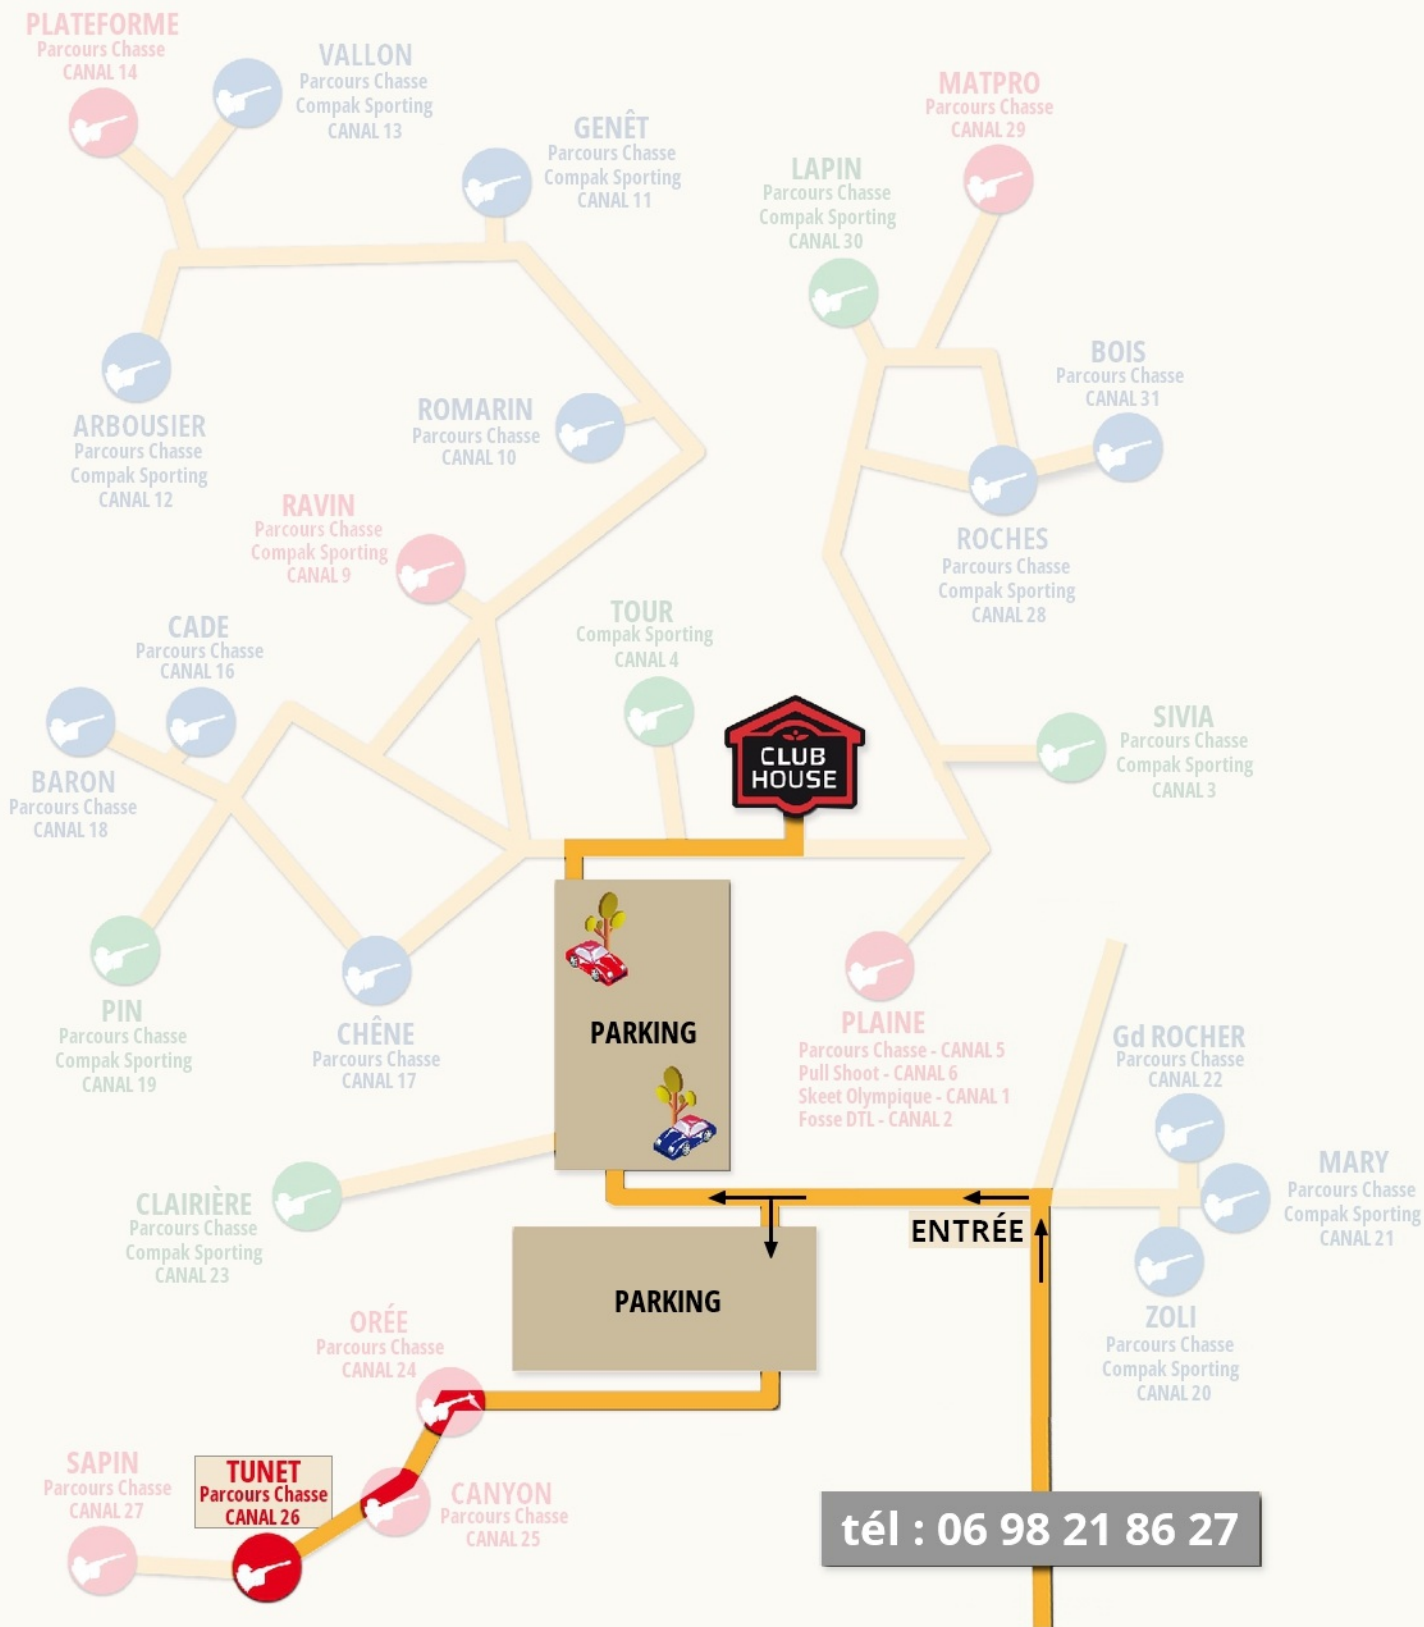 PLATEFORME
Parcours Chasse
CANAL 14
VALLON
Parcours Chasse
Compak Sporting
CANAL 13
GENÊT
Parcours Chasse
Compak Sporting
CANAL 11
MATPRO
Parcours Chasse
CANAL 29
LAPIN
Parcours Chasse
Compak Sporting
CANAL 30
BOIS
Parcours Chasse
CANAL 31
ARBOUSIER
Parcours Chasse
Compak Sporting
CANAL 12
ROMARIN
Parcours Chasse
CANAL 10
RAVIN
Parcours Chasse
Compak Sporting
CANAL 9
ROCHES
Parcours Chasse
Compak Sporting
CANAL 28
CADE
Parcours Chasse
CANAL 16
TOUR
Compak Sporting
CANAL 4
SIVIA
Parcours Chasse
Compak Sporting
CANAL 3
CLUB
HOUSE
BARON
Parcours Chasse
CANAL 18
PIN
Parcours Chasse
Compak Sporting
CANAL 19
CHÊNE
Parcours Chasse
CANAL 17
PARKING
PLAINE
Parcours Chasse - CANAL 5
Pull Shoot - CANAL 6
Skeet Olympique - CANAL 1
Fosse DTL - CANAL 2
Gd ROCHER
Parcours Chasse
CANAL 22
MARY
Parcours Chasse
Compak Sporting
CANAL 21
CLAIRIÈRE
Parcours Chasse
Compak Sporting
CANAL 23
ENTRÉE
PARKING
ZOLI
Parcours Chasse
Compak Sporting
CANAL 20
ORÉE
Parcours Chasse
CANAL 24
SAPIN
Parcours Chasse
CANAL 27
TUNET
Parcours Chasse
CANAL 26
CANYON
Parcours Chasse
CANAL 25
tél : 06 98 21 86 27